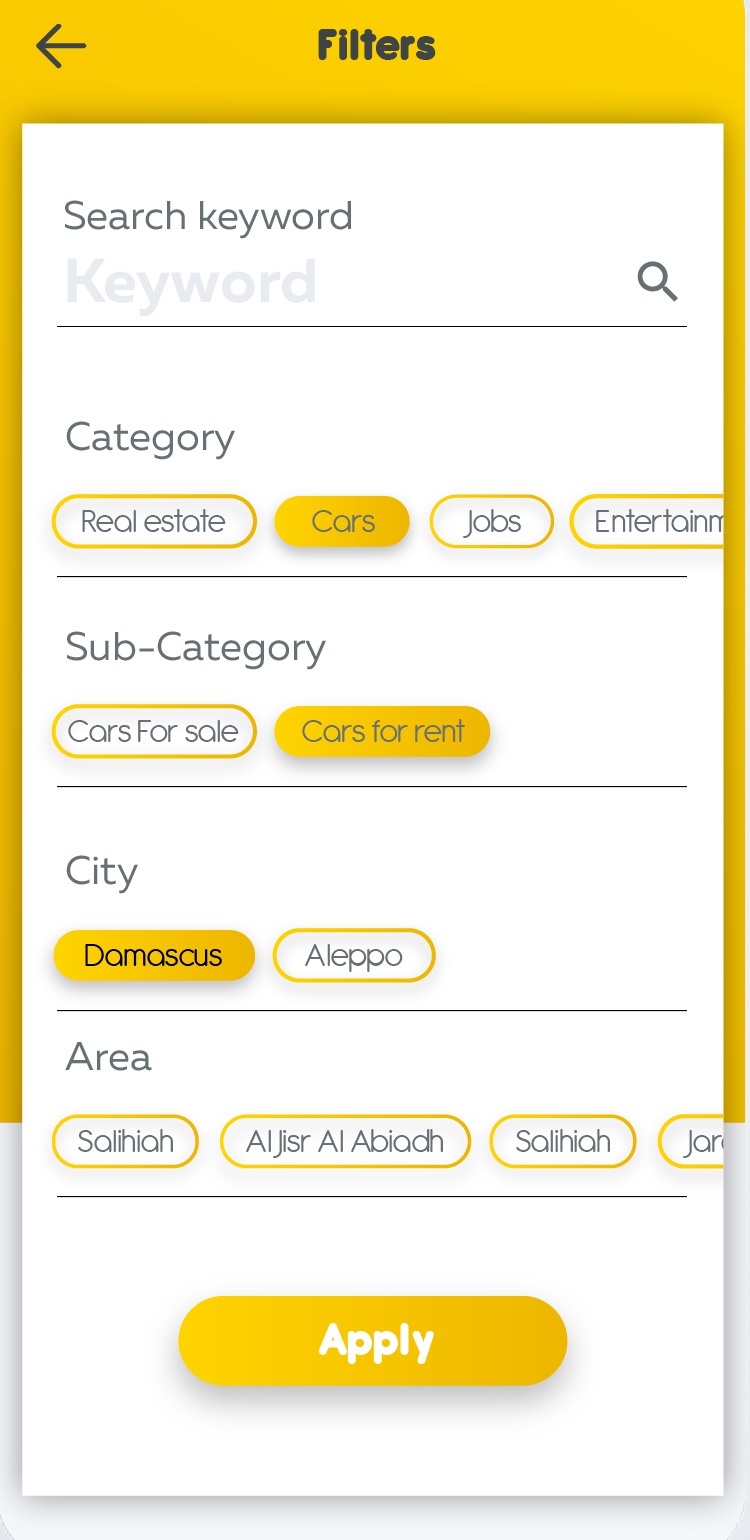 Filters
Search keyword
Keyword
Category
Real estate Cars Jobs Entertainm
Sub-Category
Cars For sale Cars for rent
City
Damascus Aleppo
Area
Salihiah Al Jisr Al Abiadh Salihiah Jar
Apply